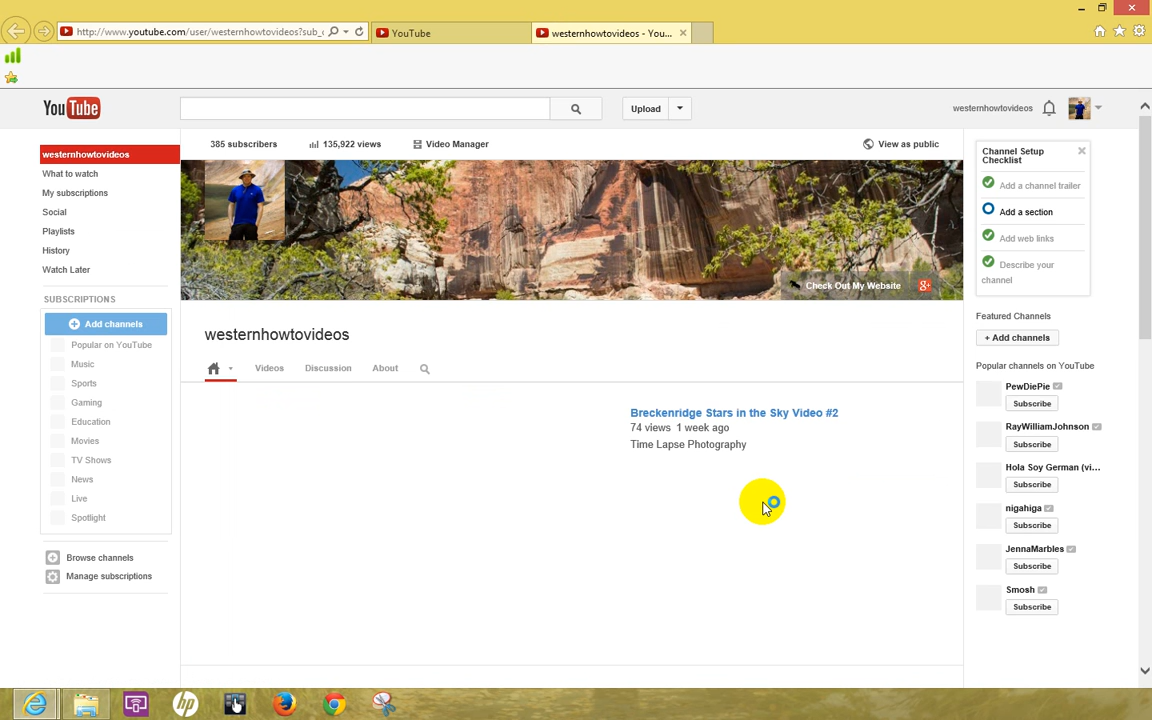 http://www.youtube.com/user/westernhowtovideos?sub_c
YouTube
westernhowtovideos - You...
YouTube
Upload
westernhowtovideos
westernhowtovideos
What to watch
My subscriptions
Social
Playlists
History
Watch Later
SUBSCRIPTIONS
Add channels
Popular on YouTube
Music
Sports
Gaming
Education
Movies
TV Shows
News
Live
Spotlight
Browse channels
Manage subscriptions
385 subscribers
135,922 views
Video Manager
View as public
Check Out My Website
g+
westernhowtovideos
Videos
Discussion
About
Breckenridge Stars in the Sky Video #2
74 views 1 week ago
Time Lapse Photography
Channel Setup
Checklist
Add a channel trailer
Add a section
Add web links
Describe your
channel
Featured Channels
+ Add channels
Popular channels on YouTube
PewDiePie
Subscribe
RayWilliamJohnson
Subscribe
Hola Soy German (vi...
Subscribe
nigahiga
Subscribe
JennaMarbles
Subscribe
Smosh
Subscribe
hp